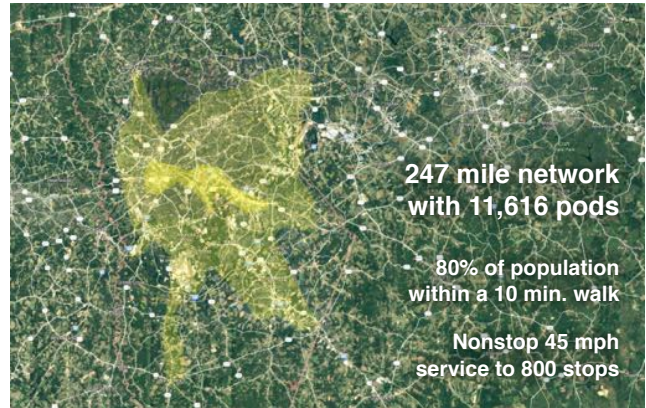 247 mile network
with 11,616 pods
80% of population
within a 10 min. walk
Nonstop 45 mph
service to 800 stops